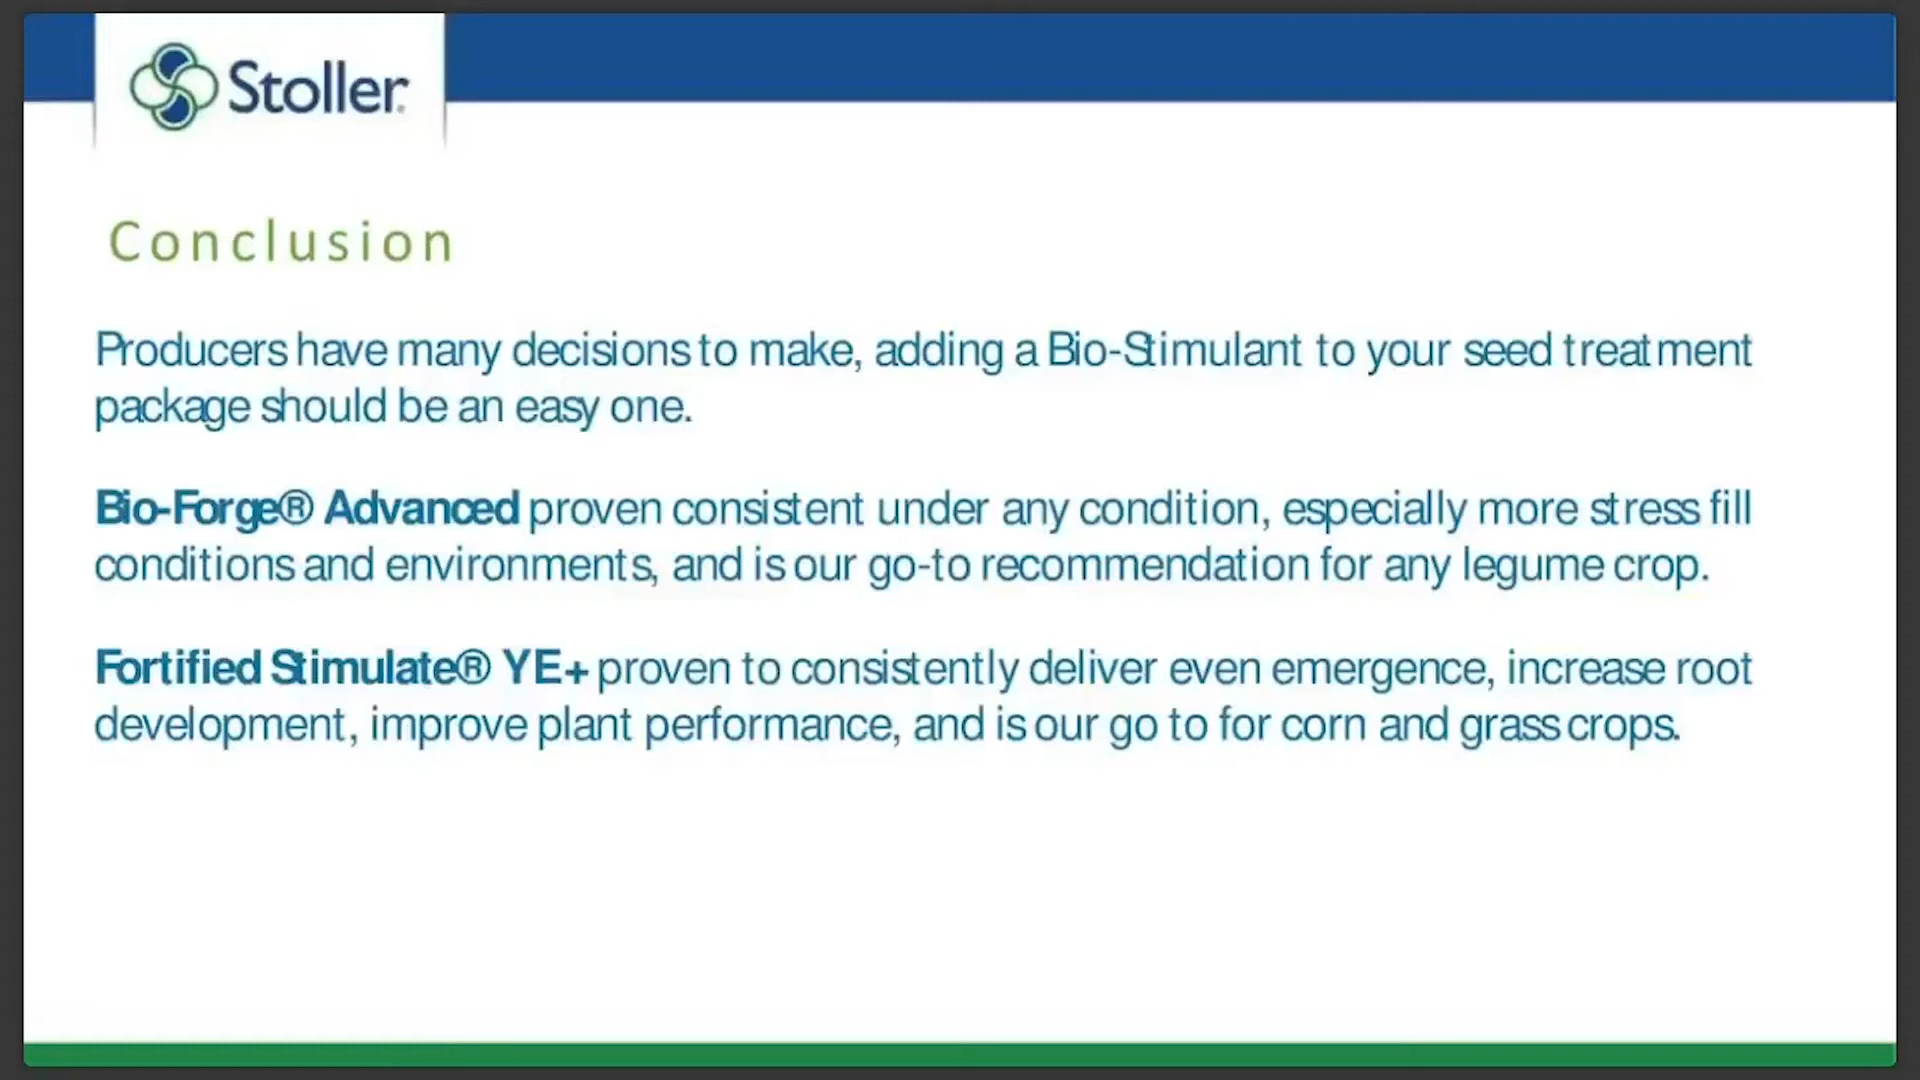 Stoller
Conclusion
Producers have many decisions to make, adding a Bio-Stimulant to your seed treatment
package should be an easy one.
Bio-Forge® Advanced proven consistent under any condition, especially more stress fill
conditions and environments, and is our go-to recommendation for any legume crop.
Fortified Stimulate® YE+ proven to consistently deliver even emergence, increase root
development, improve plant performance, and is our go to for corn and grass crops.